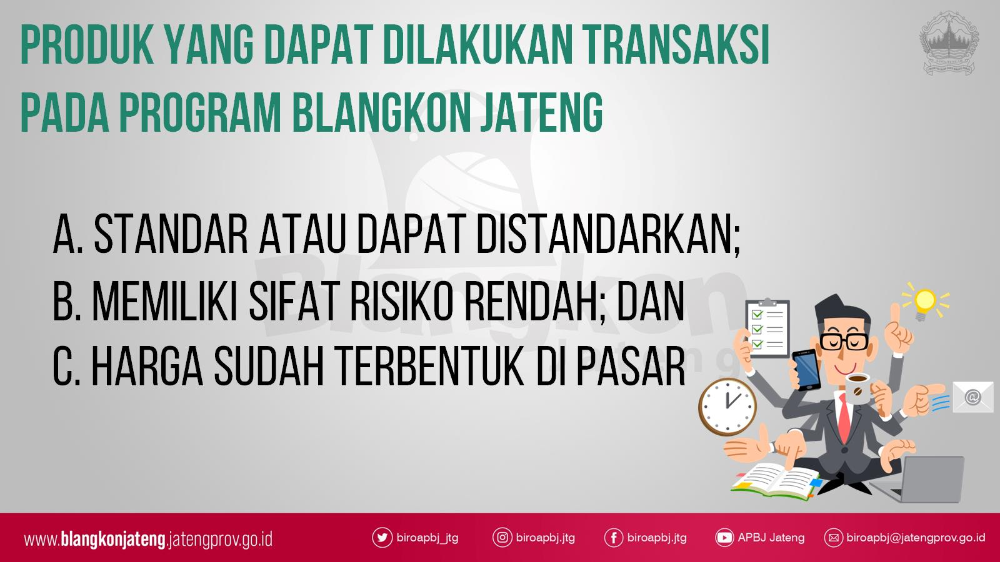 PRODUK YANG DAPAT DILAKUKAN TRANSAKSI
PADA PROGRAM BLANGKON JATENG
A. STANDAR ATAU DAPAT DISTANDARKAN;
B. MEMILIKI SIFAT RISIKO RENDAH; DAN
C. HARGA SUDAH TERBENTUK DI PASAR
Blangkon
Jateng
@
www.blangkonjateng.jatengprov.go.id
biroapbj_jtg
biroapbj.jtg
biroapbj.jtg
APBJ Jateng
biroapbj@jatengprov.go.id